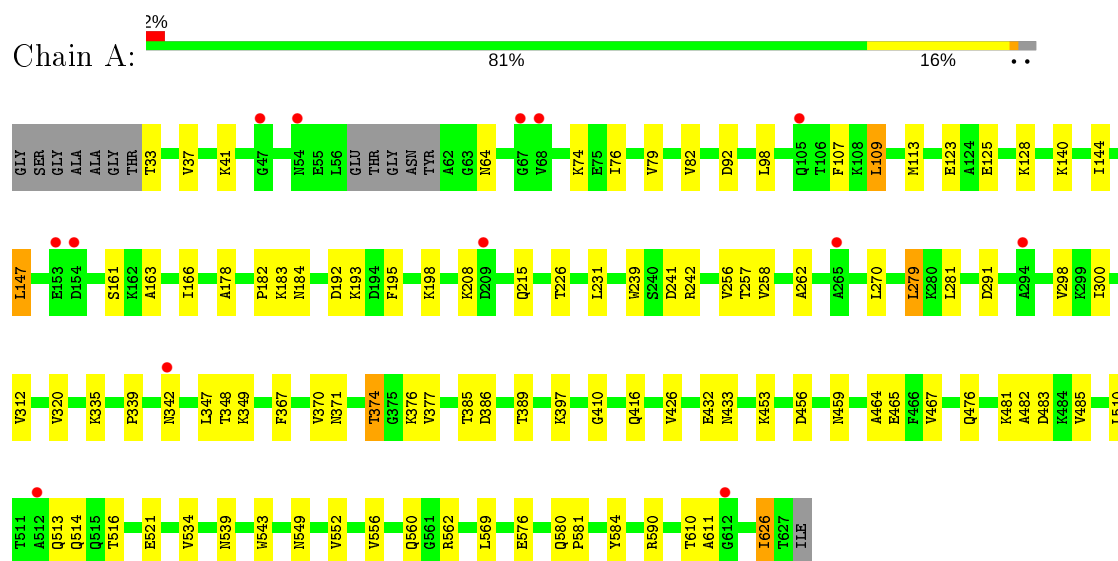 2%
Chain A:
81% 16% • •
GLY SER GLY ALA ALA GLY THR T33 V37 K41 G47 N54 E55 L56 GLU THR GLY ASN TYR A62 G63 N64 G67 V68 K74 E75 I76 V79 V82 D92 L98 Q105 T106 F107 K108 L109 M113 E123 A124 E125 K128 K140 I144
L147 E153 D154 S161 K162 A163 I166 A178 P182 K183 N184 D192 K193 D194 F195 K198 K208 D209 Q215 T226 L231 W239 S240 D241 R242 V256 T257 V258 A262 A265 L270 L279 K280 L281 D291 A294 V298 K299 I300
V312 V320 K335 P339 N342 L347 T348 K349 F367 V370 N371 T374 G375 K376 V377 T385 D386 T389 K397 G410 Q416 V426 E432 N433 K453 D456 N459 A464 E465 F466 V467 Q476 K481 A482 D483 K484 V485 L510
T511 A512 Q513 Q514 Q515 T516 E521 V534 N539 W543 N549 V552 V556 Q560 G561 R562 L569 E576 Q580 P581 Y584 R590 T610 A611 G612 I626 T627 ILE